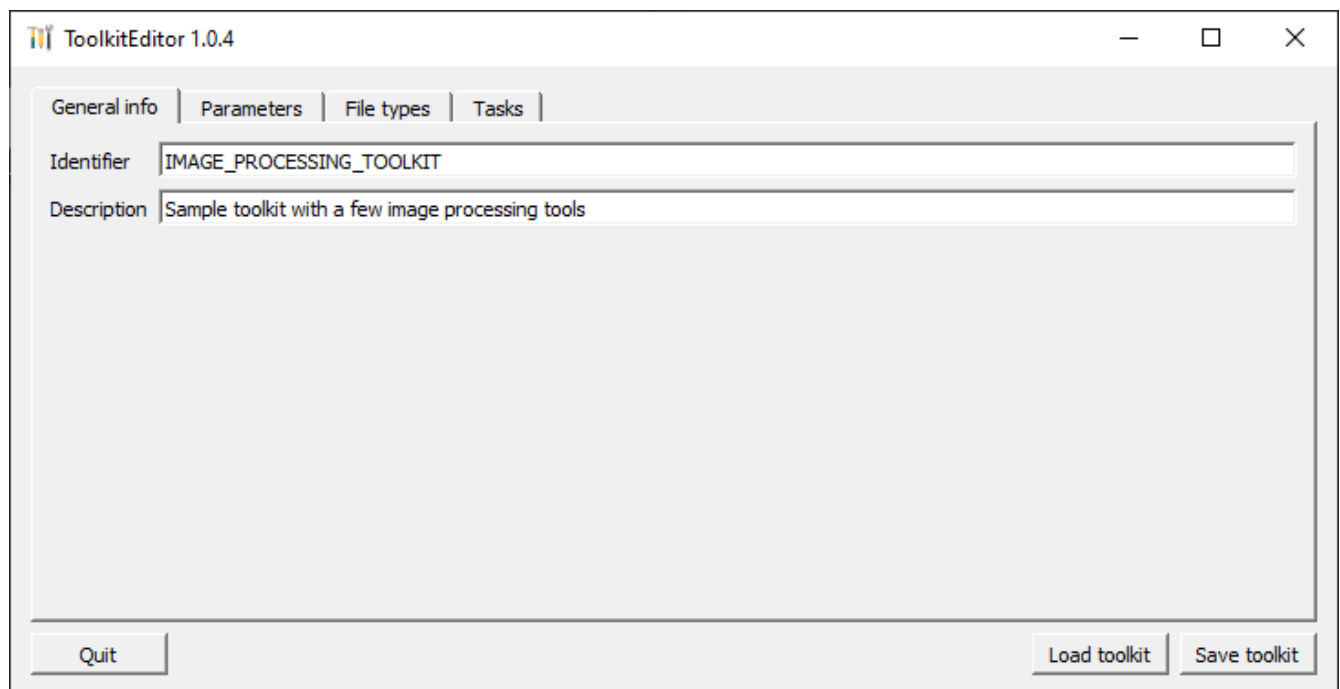 ToolkitEditor 1.0.4
General info Parameters File types Tasks
Identifier IMAGE_PROCESSING_TOOLKIT
Description Sample toolkit with a few image processing tools
Quit Load toolkit Save toolkit